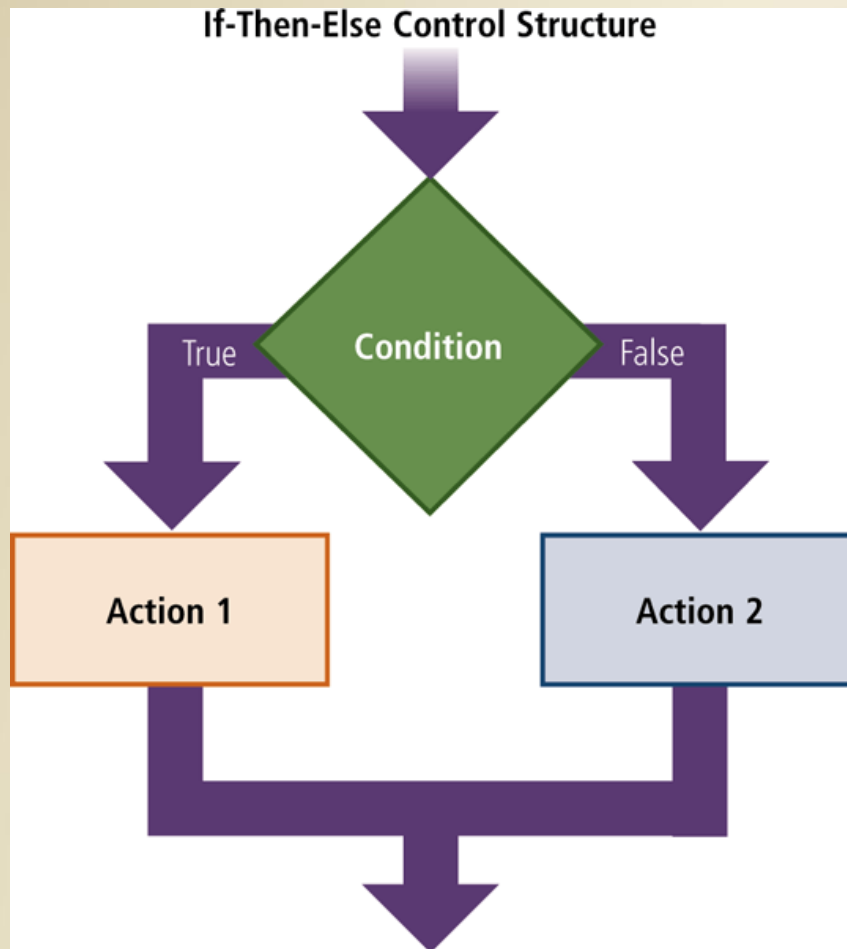 If-Then-Else Control Structure
Condition
True
False
Action 1
Action 2